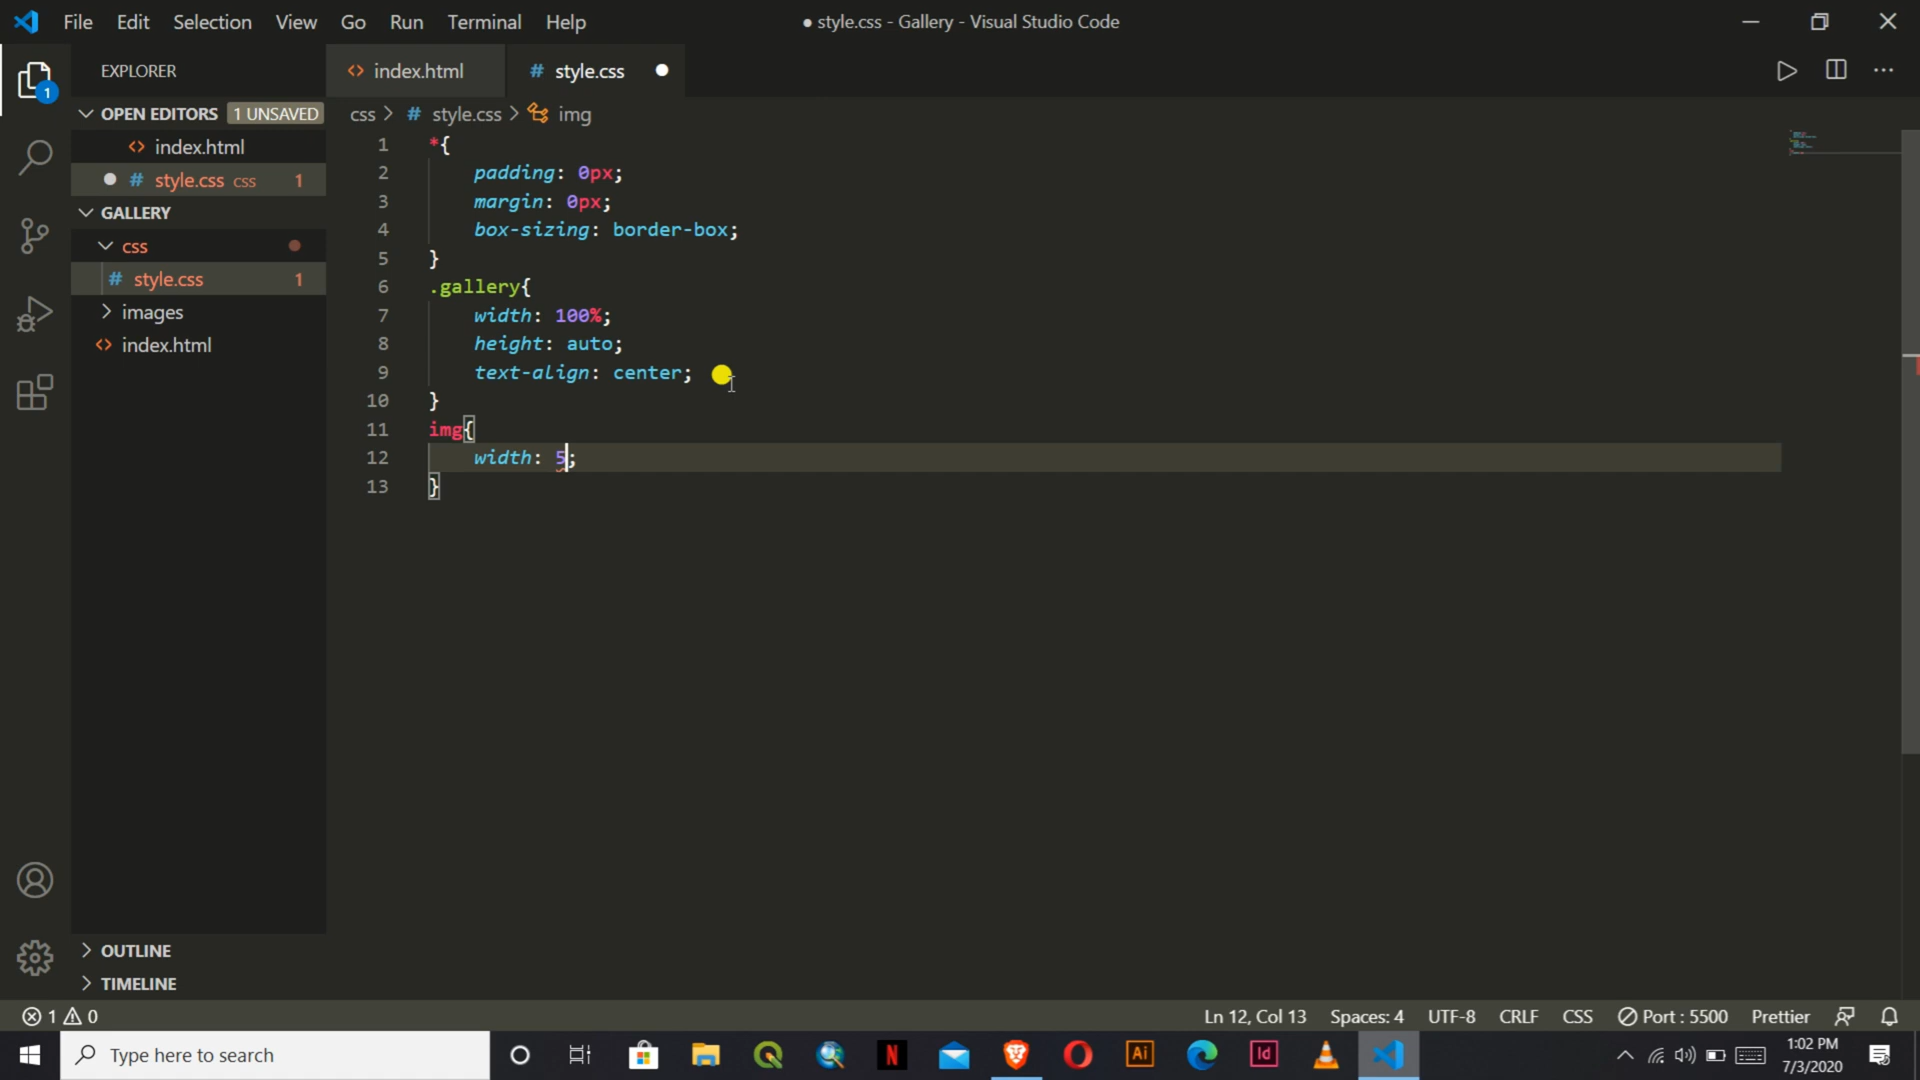 File Edit Selection View Go Run Terminal Help
● style.css - Gallery - Visual Studio Code
EXPLORER
<> index.html
# style.css
OPEN EDITORS 1 UNSAVED
<> index.html
# style.css css 1
GALLERY
css
# style.css 1
images
<> index.html
OUTLINE
TIMELINE
css > # style.css > img
1 *{
2 padding: 0px;
3 margin: 0px;
4 box-sizing: border-box;
5 }
6 .gallery{
7 width: 100%;
8 height: auto;
9 text-align: center;
10 }
11 img{
12 width: 5;
13 }
1 0
Ln 12, Col 13 Spaces: 4 UTF-8 CRLF CSS Port : 5500 Prettier
Type here to search
N
Ai
Id
1:02 PM
7/3/2020
1